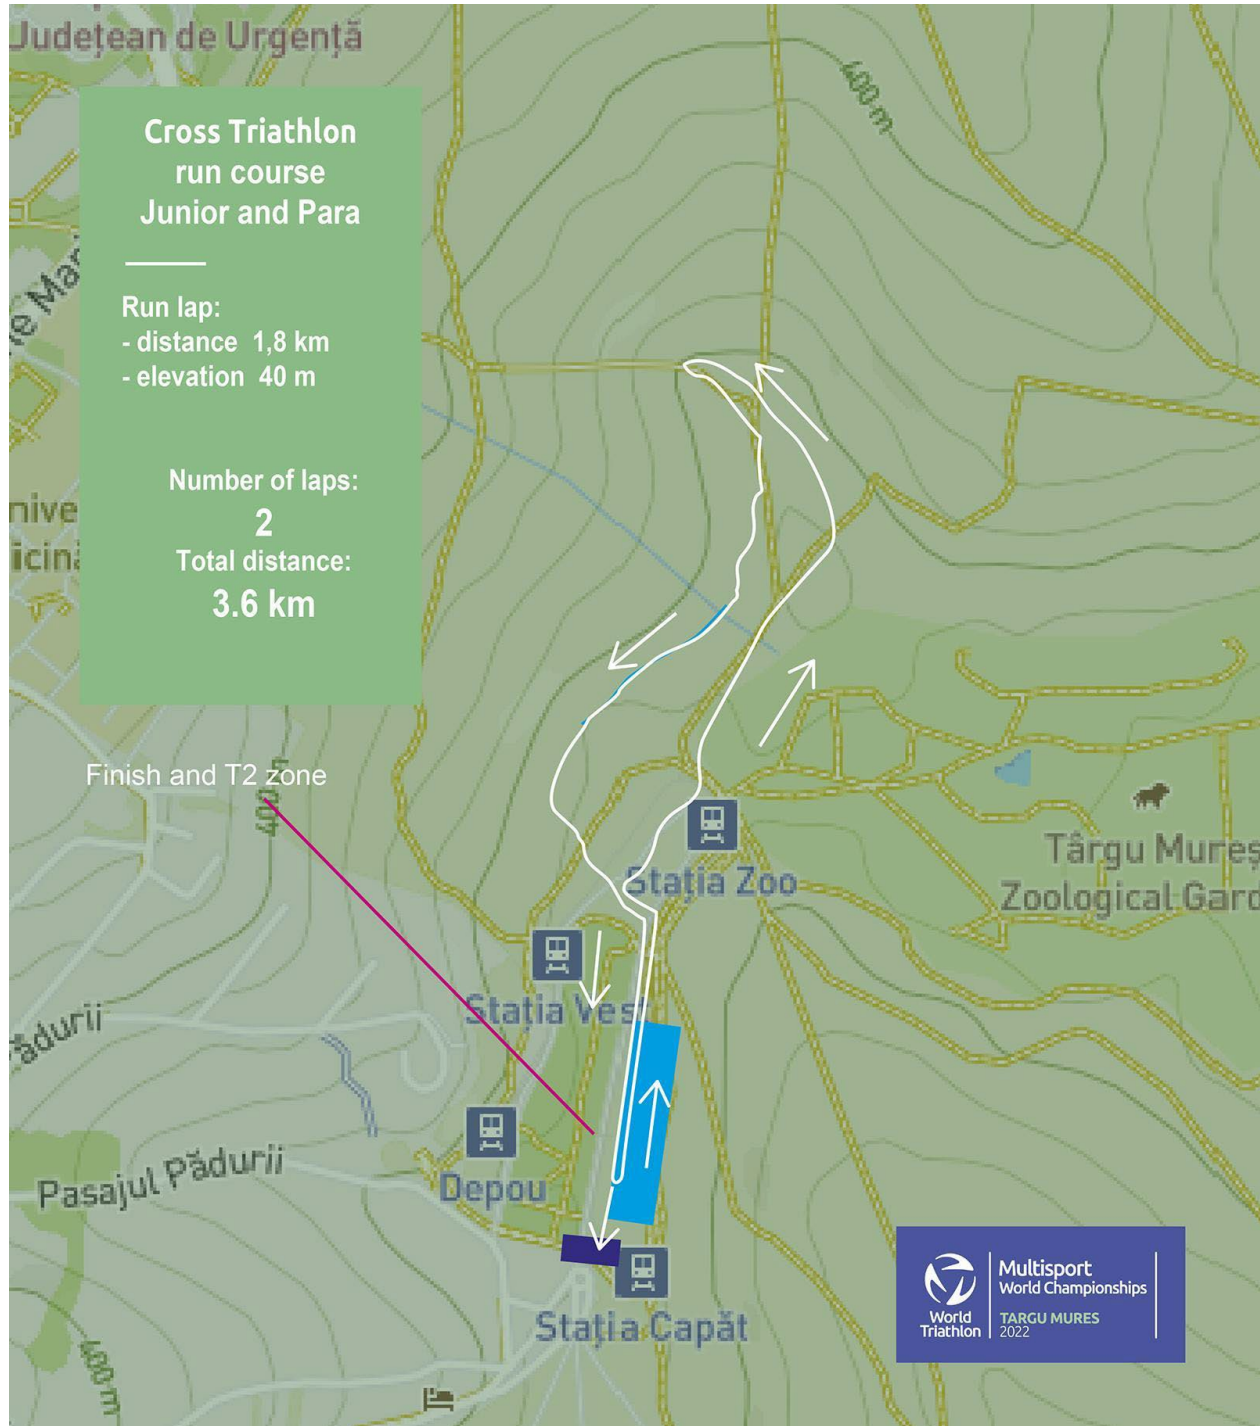 Județean de Urgență
400 m
Cross Triathlon
run course
Junior and Para
Run lap:
- distance 1,8 km
- elevation 40 m
Number of laps:
2
Total distance:
3.6 km
Finish and T2 zone
400 m
Târgu Mureș
Zoological Gard
Stația Zoo
Stația Vest
ădurii
Pasajul Pădurii
Depou
Stația Capăt
400 m
World
Triathlon
Multisport
World Championships
TARGU MURES
2022